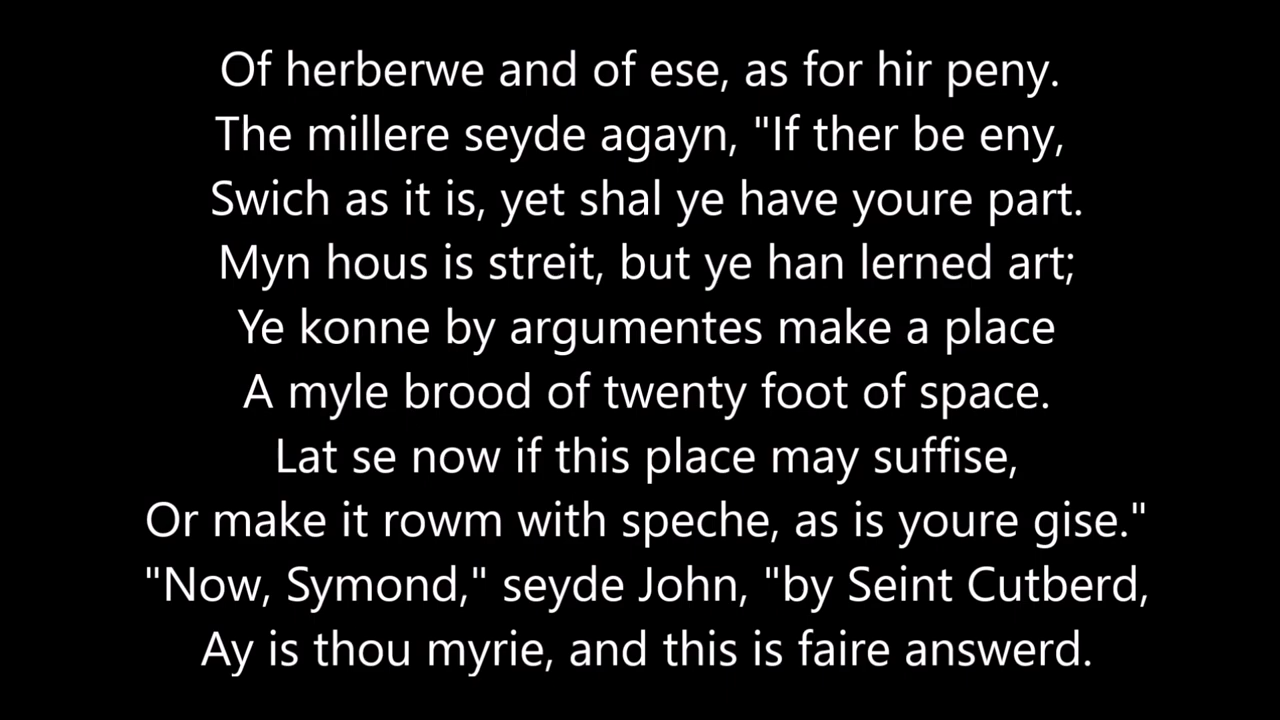 Of herberwe and of ese, as for hir peny.
The millere seyde agayn, "If ther be eny,
Swich as it is, yet shal ye have youre part.
Myn hous is streit, but ye han lerned art;
Ye konne by argumentes make a place
A myle brood of twenty foot of space.
Lat se now if this place may suffise,
Or make it rowm with speche, as is youre gise."
"Now, Symond," seyde John, "by Seint Cutberd,
Ay is thou myrie, and this is faire answerd.